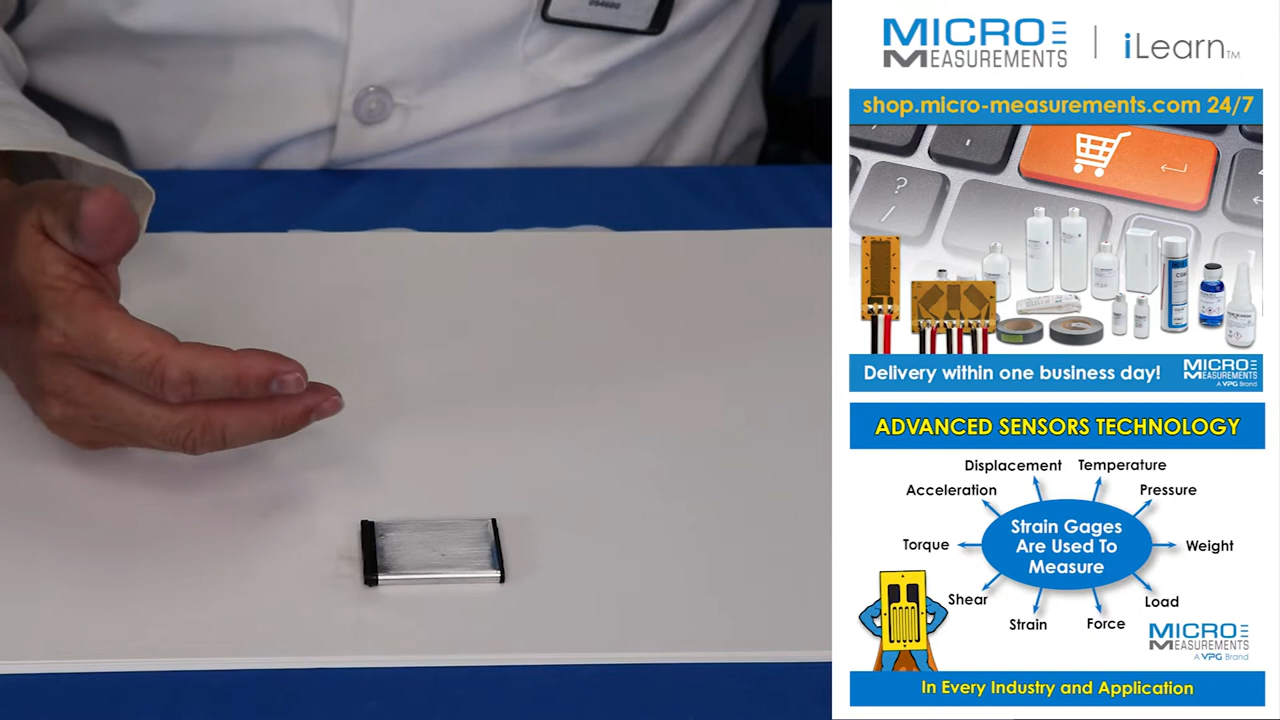 MICRO
MEASUREMENTS
iLearn™
shop.micro-measurements.com 24/7
?
Delivery within one business day!
MICRO
MEASUREMENTS
A VPG Brand
ADVANCED SENSORS TECHNOLOGY
Displacement
Temperature
Acceleration
Pressure
Strain Gages
Are Used To
Measure
Torque
Weight
Shear
Load
Strain
Force
MICRO
MEASUREMENTS
A VPG Brand
In Every Industry and Application